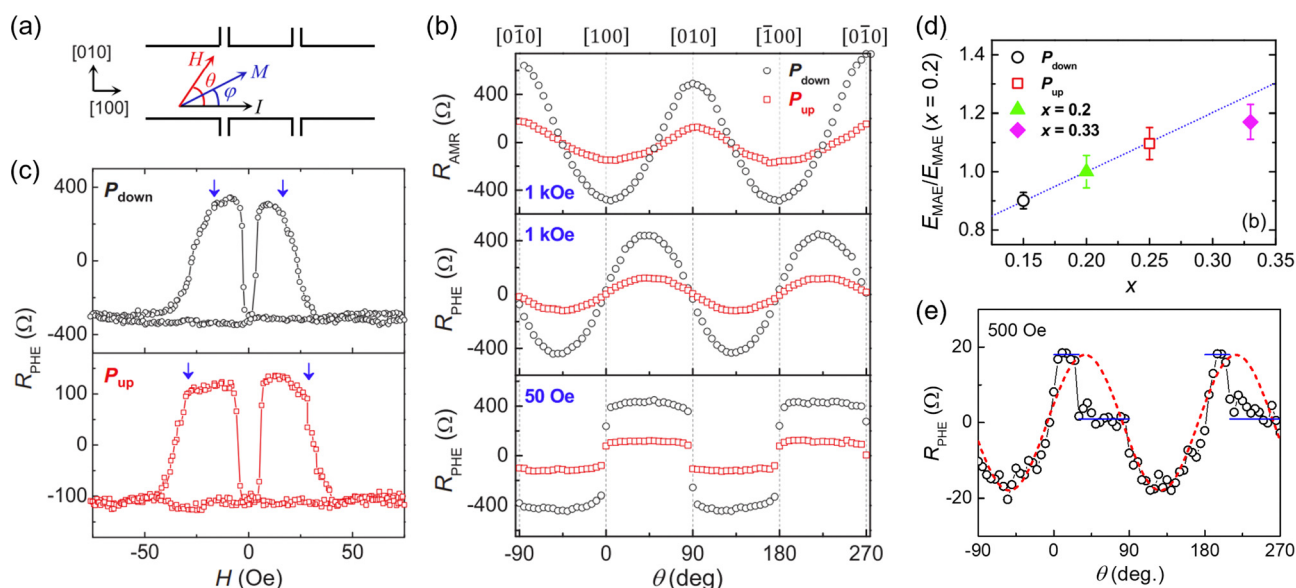 (a)
[010]
[100]
H
M
θ
φ
I
(b)
[01̄0] [100] [010] [1̄00] [01̄0]
400
0
-400
R_AMR (Ω)
P_down
P_up
1 kOe
400
0
-400
R_PHE (Ω)
1 kOe
400
0
-400
R_PHE (Ω)
50 Oe
-90 0 90 180 270
θ (deg)
(c)
400
0
-400
P_down
R_PHE (Ω)
100
0
-100
P_up
-50 0 50
H (Oe)
(d)
1.4
1.2
1.0
0.8
E_MAE/E_MAE (x = 0.2)
P_down
P_up
x = 0.2
x = 0.33
(b)
0.15 0.20 0.25 0.30 0.35
x
(e)
500 Oe
20
0
-20
R_PHE (Ω)
-90 0 90 180 270
θ (deg.)